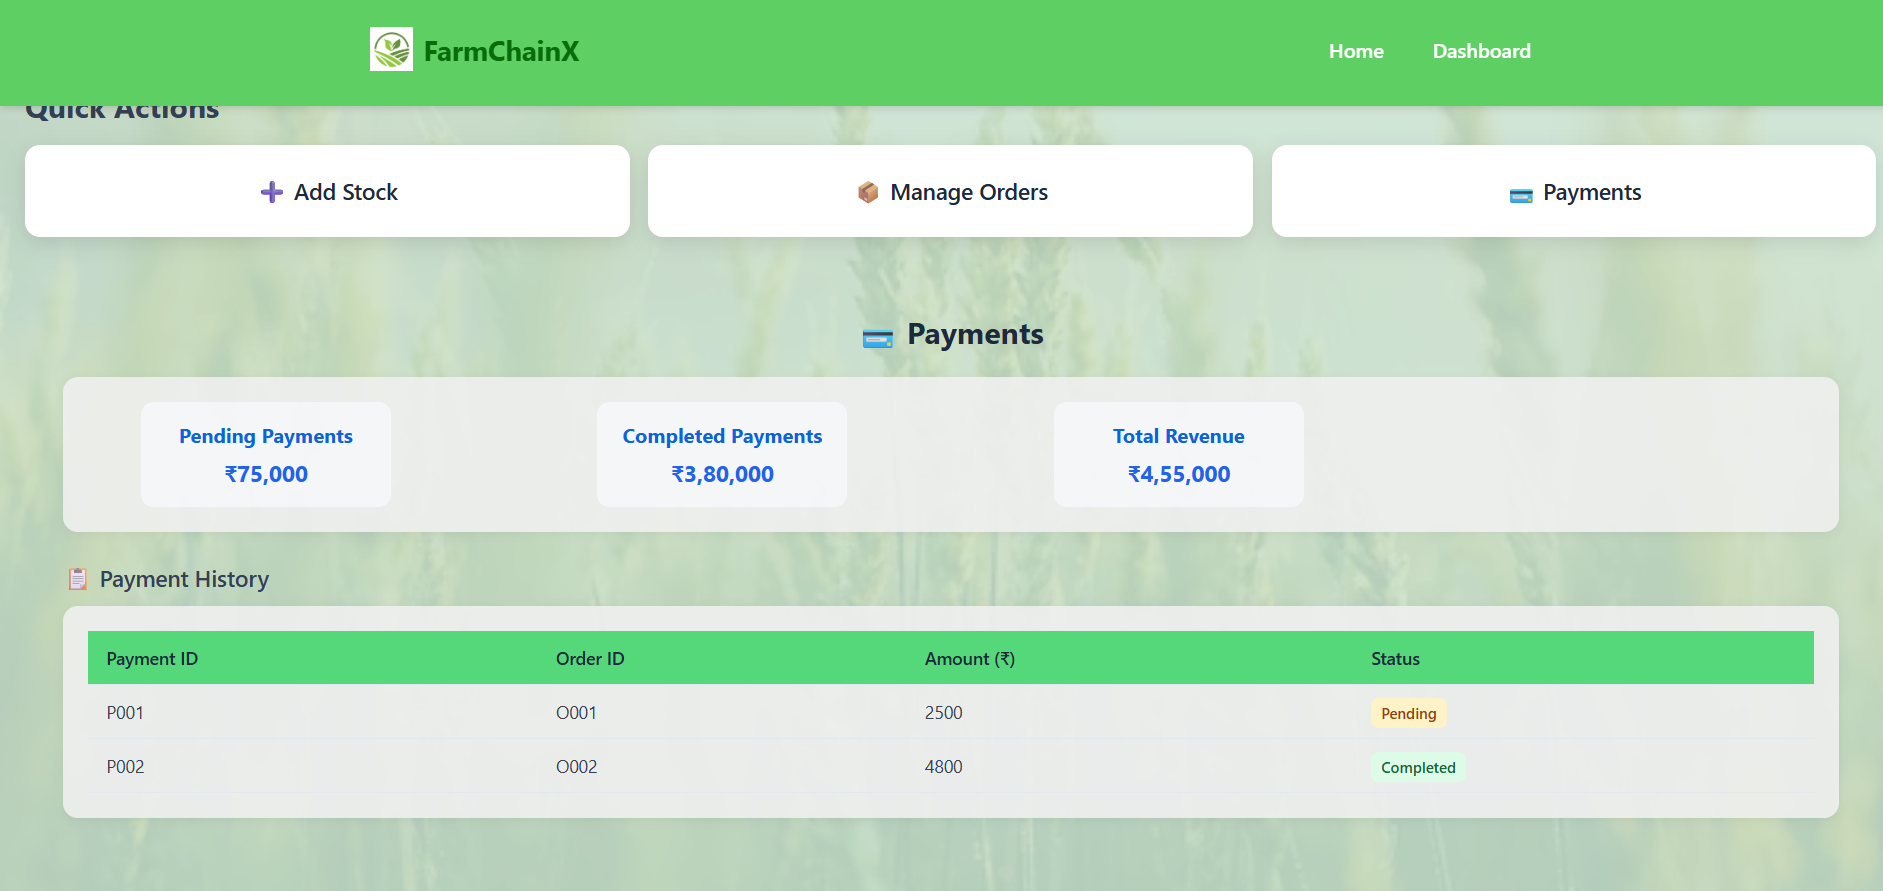 FarmChainX
Home
Dashboard
Quick Actions
Add Stock
Manage Orders
Payments
Payments
Pending Payments
₹75,000
Completed Payments
₹3,80,000
Total Revenue
₹4,55,000
Payment History
Payment ID Order ID Amount (₹) Status
P001 O001 2500 Pending
P002 O002 4800 Completed